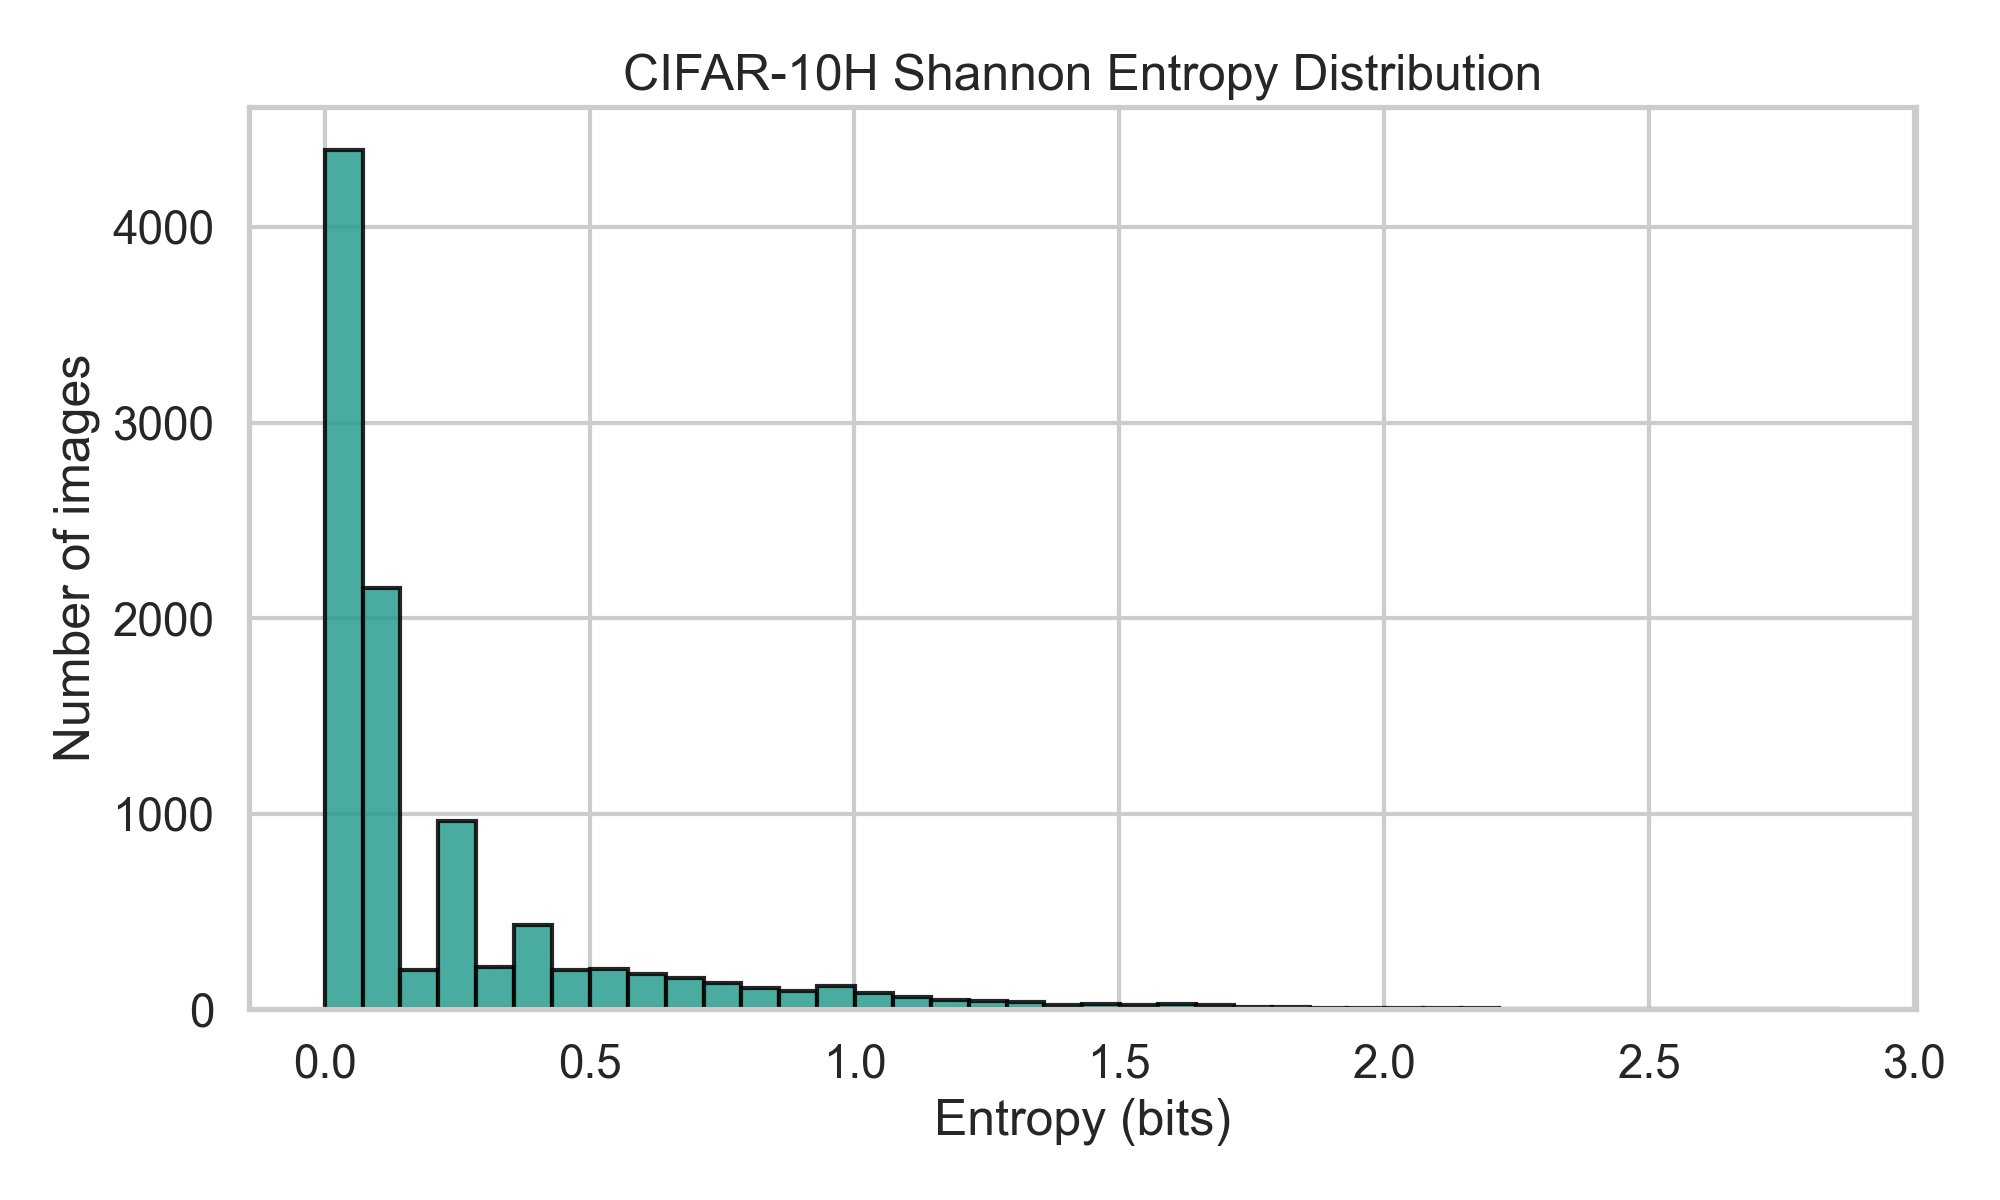 CIFAR-10H Shannon Entropy Distribution
Number of images
4000
3000
2000
1000
0
0.0 0.5 1.0 1.5 2.0 2.5 3.0
Entropy (bits)